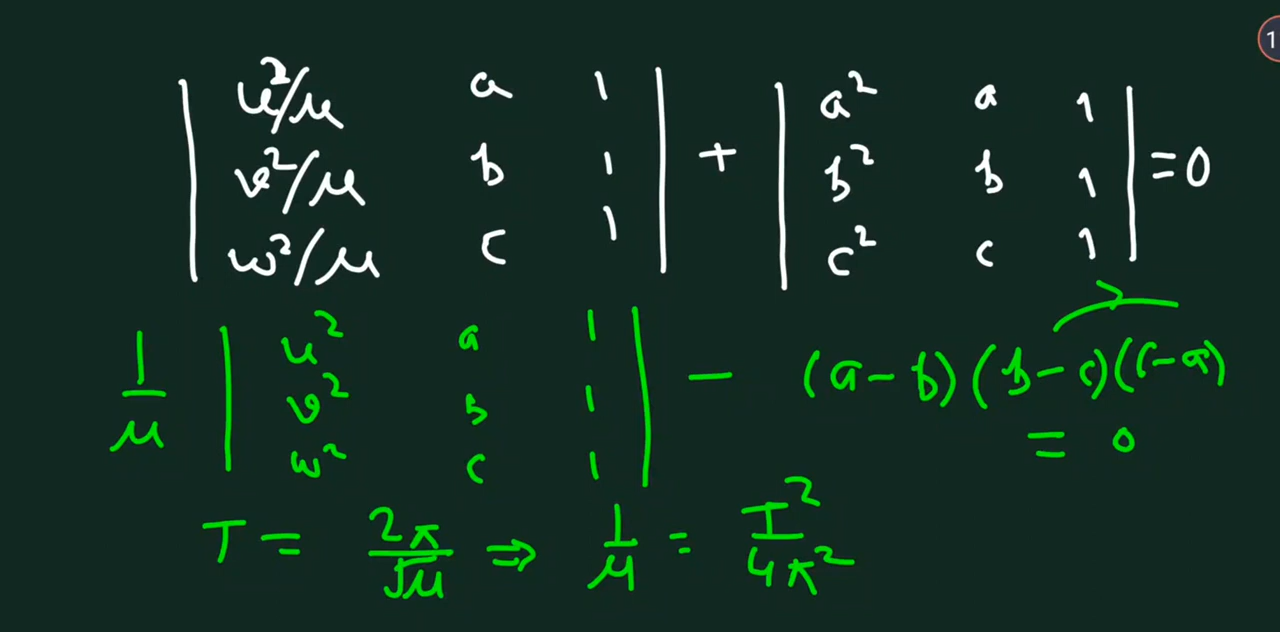 | u²/μ a 1 | + | a² a 1 |
| v²/μ b 1 | | b² b 1 | = 0
| w²/μ c 1 | | c² c 1 |
| u² a 1 |
1/μ | v² b 1 | − (a−b)(b−c)(c−a)
| w² c 1 | = 0
T = 2π/√μ ⇒ 1/μ = T²/4π²
1